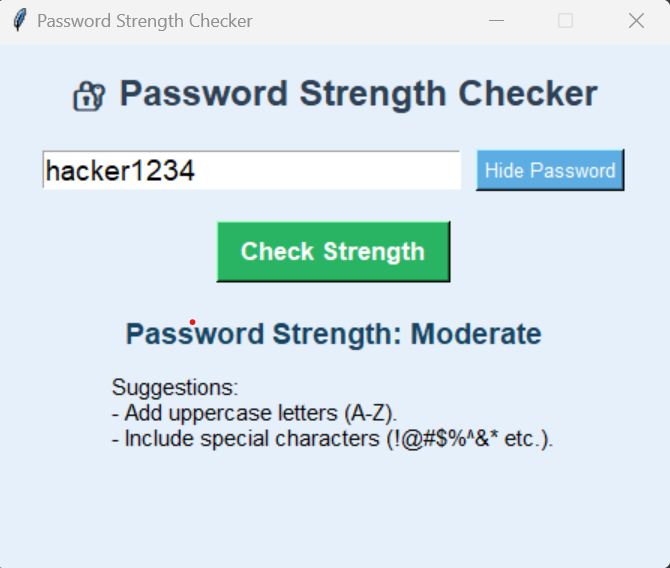 Password Strength Checker
🔐 Password Strength Checker
hacker1234
Hide Password
Check Strength
Password Strength: Moderate
Suggestions:
- Add uppercase letters (A-Z).
- Include special characters (!@#$%^&* etc.).